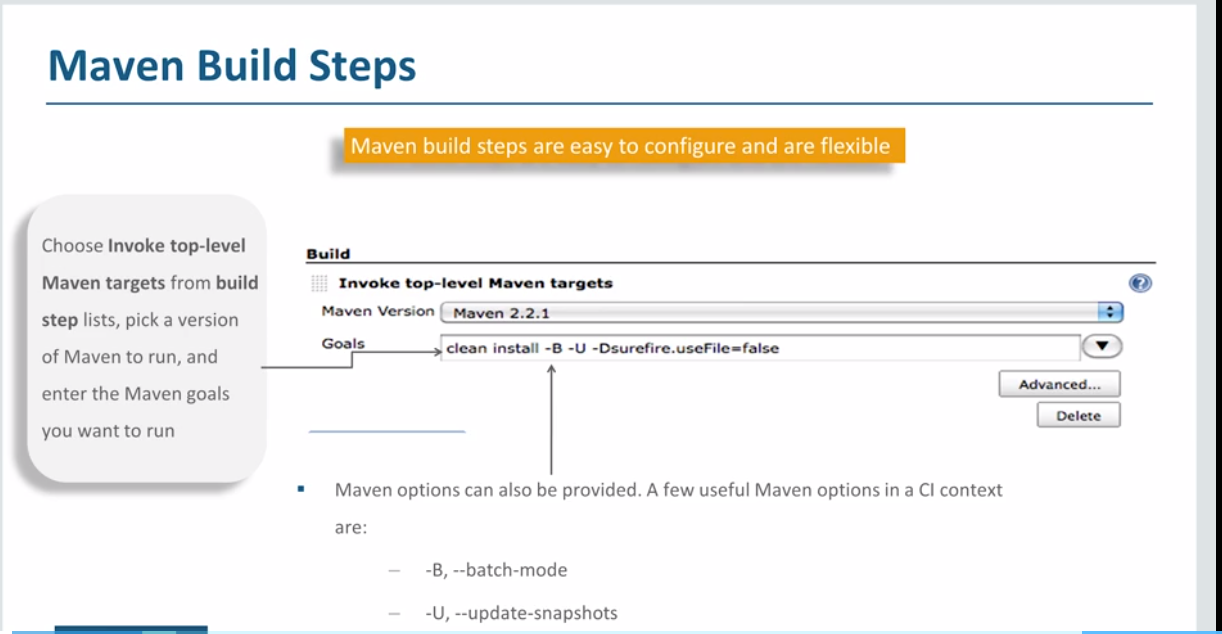 Maven Build Steps
Maven build steps are easy to configure and are flexible
Choose Invoke top-level
Maven targets from build
step lists, pick a version
of Maven to run, and
enter the Maven goals
you want to run
Build
Invoke top-level Maven targets
?
Maven Version
Maven 2.2.1
Goals
clean install -B -U -Dsurefire.useFile=false
Advanced...
Delete
▪ Maven options can also be provided. A few useful Maven options in a CI context
are:
– -B, --batch-mode
– -U, --update-snapshots